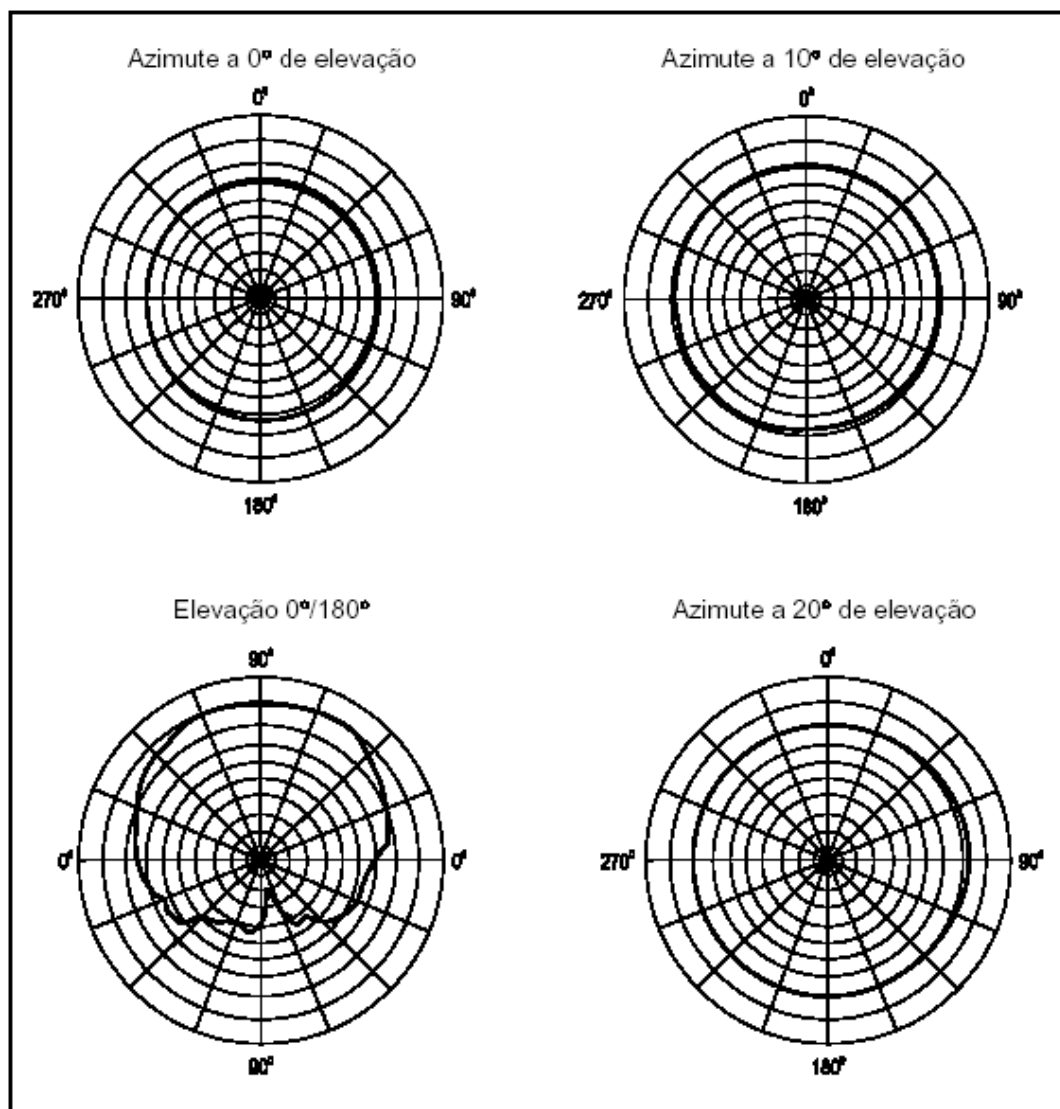 Azimute a 0º de elevação
0º
270º
90º
180º
Azimute a 10º de elevação
0º
270º
90º
180º
Elevação 0º/180º
90º
0º
0º
90º
Azimute a 20º de elevação
0º
270º
90º
180º